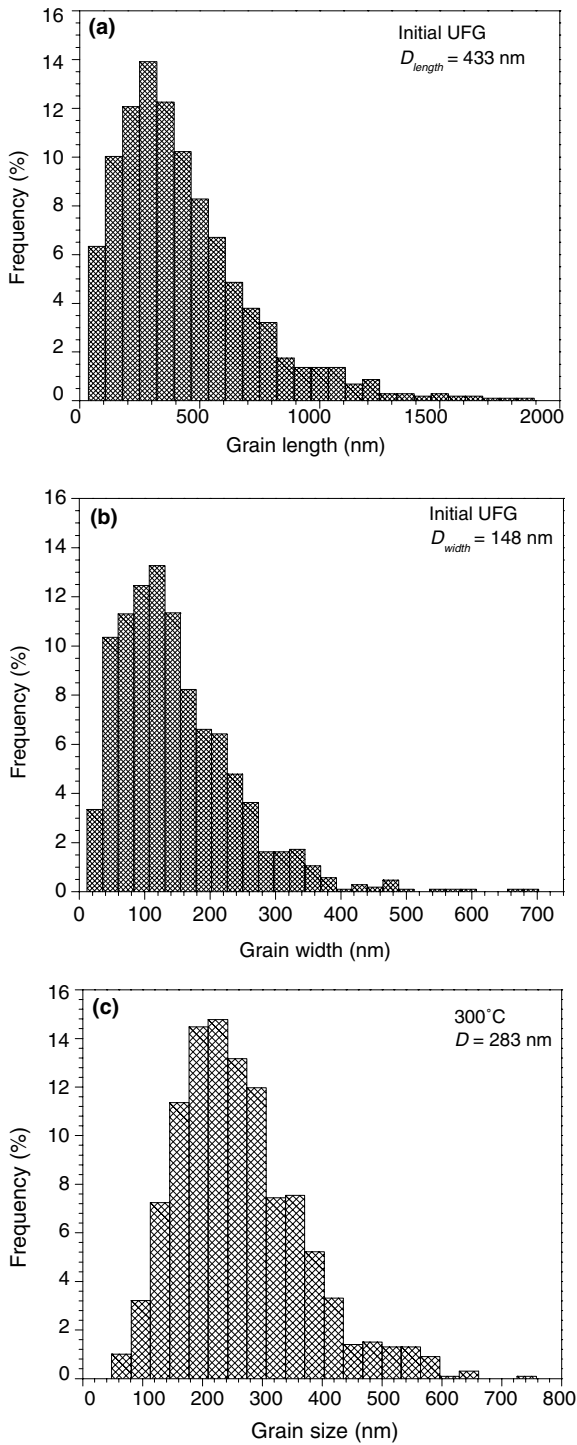 (a)
Initial UFG
D_length = 433 nm
16
14
12
10
8
6
4
2
0
Frequency (%)
0 500 1000 1500 2000
Grain length (nm)
(b)
Initial UFG
D_width = 148 nm
16
14
12
10
8
6
4
2
0
Frequency (%)
0 100 200 300 400 500 600 700
Grain width (nm)
(c)
300˚C
D = 283 nm
16
14
12
10
8
6
4
2
0
Frequency (%)
0 100 200 300 400 500 600 700 800
Grain size (nm)